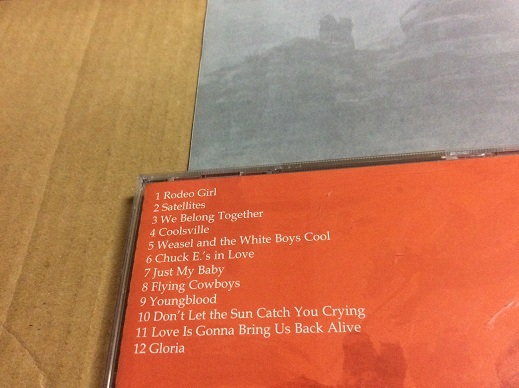 1 Rodeo Girl
2 Satellites
3 We Belong Together
4 Coolsville
5 Weasel and the White Boys Cool
6 Chuck E.'s in Love
7 Just My Baby
8 Flying Cowboys
9 Youngblood
10 Don't Let the Sun Catch You Crying
11 Love Is Gonna Bring Us Back Alive
12 Gloria